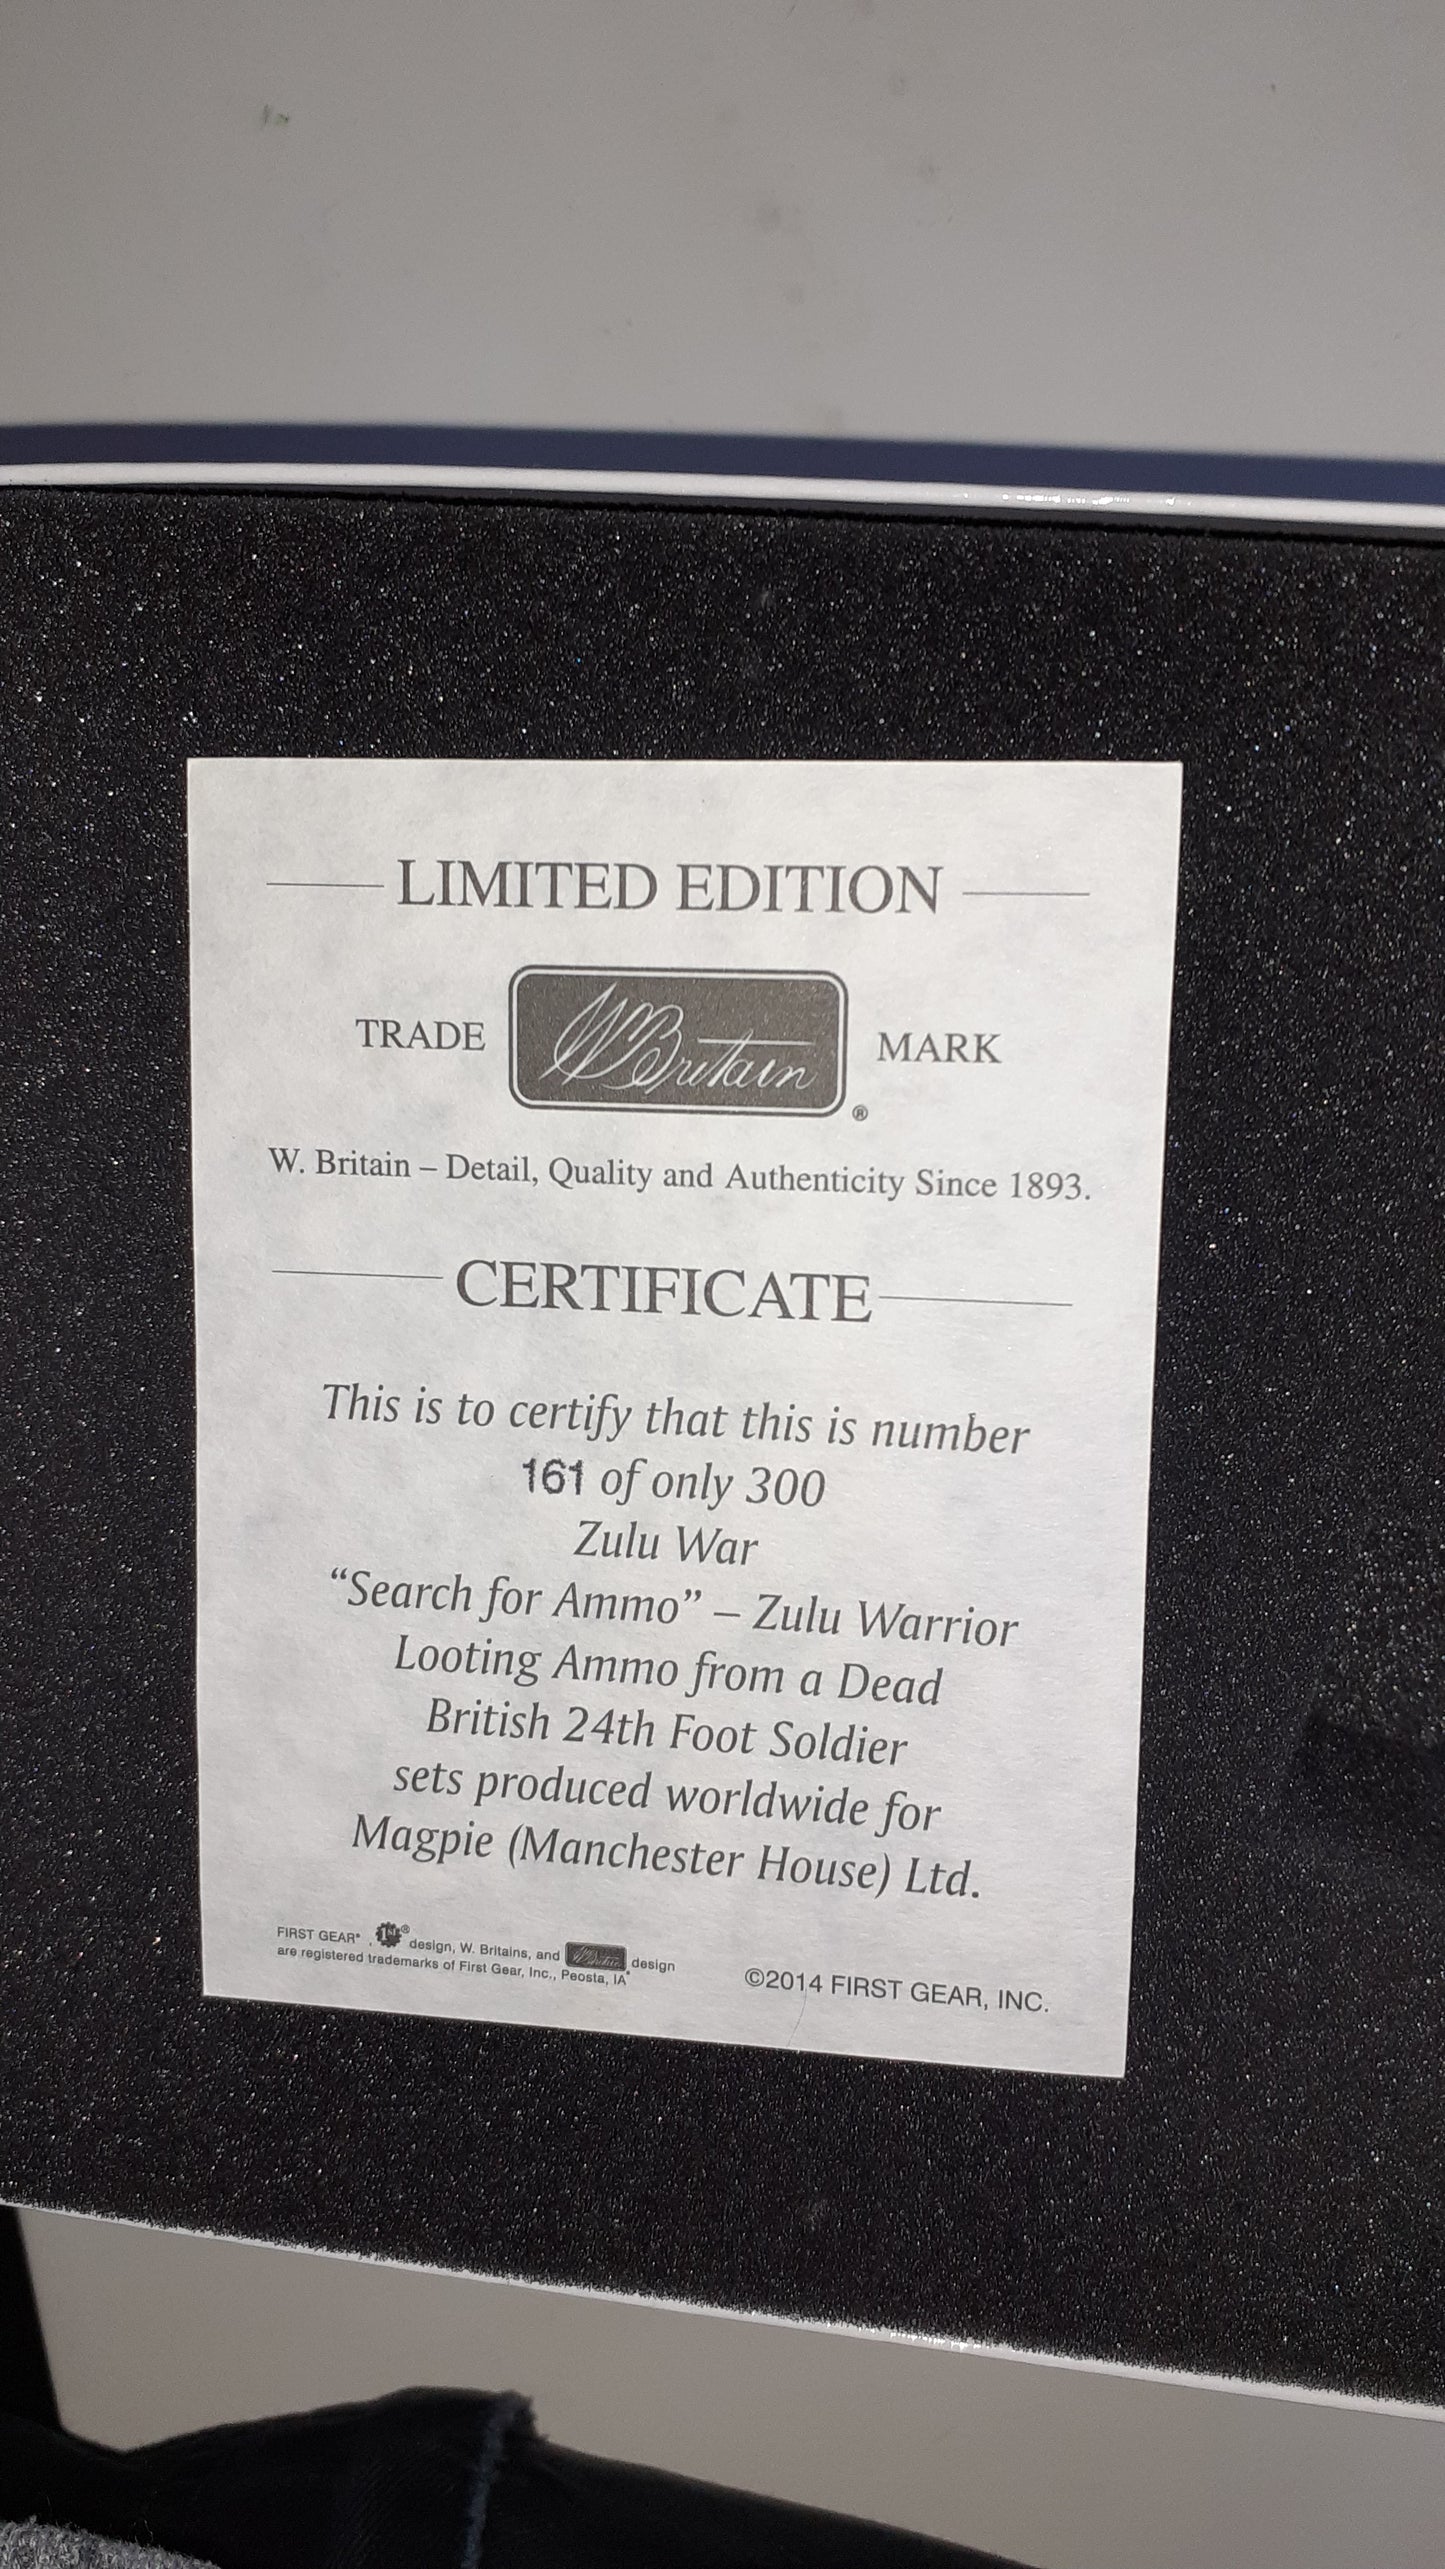 LIMITED EDITION
TRADE WBritain ® MARK
W. Britain – Detail, Quality and Authenticity Since 1893.
CERTIFICATE
This is to certify that this is number
161 of only 300
Zulu War
“Search for Ammo” – Zulu Warrior
Looting Ammo from a Dead
British 24th Foot Soldier
sets produced worldwide for
Magpie (Manchester House) Ltd.
FIRST GEAR®, 1st® design, W. Britains, and WBritain design
are registered trademarks of First Gear, Inc., Peosta, IA
©2014 FIRST GEAR, INC.